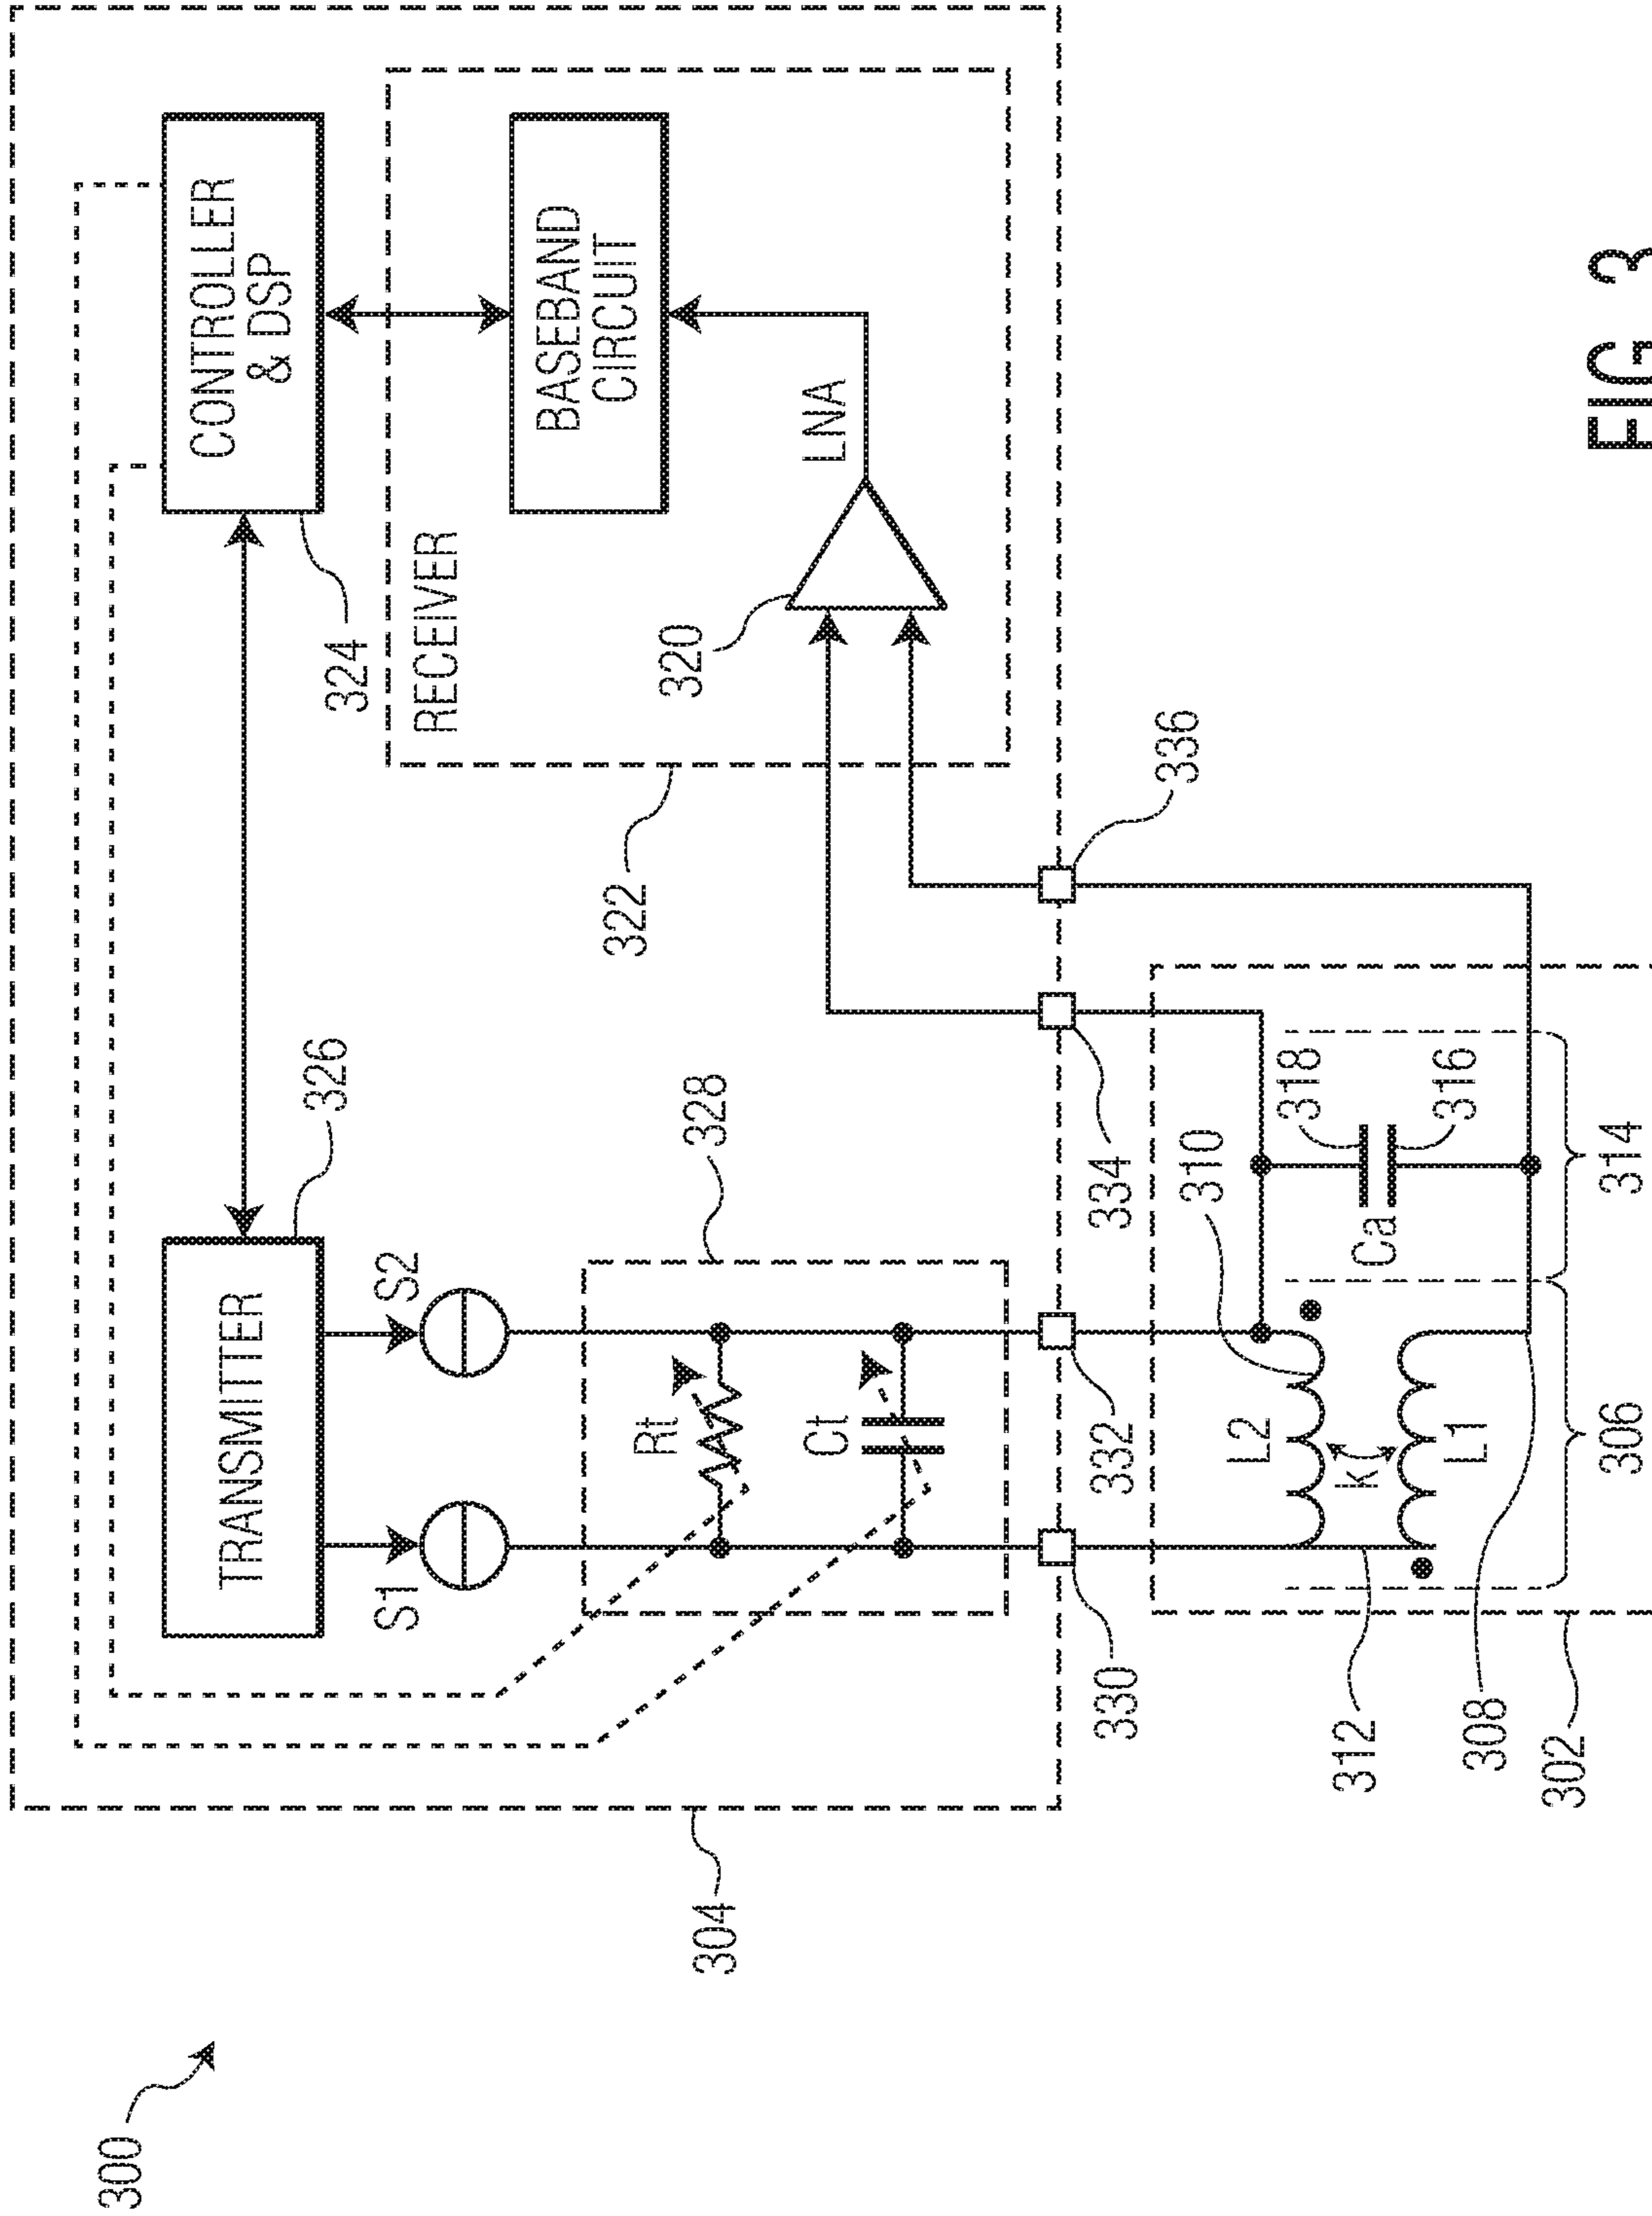 300
304
CONTROLLER
& DSP
324
RECEIVER
BASEBAND
CIRCUIT
LNA
320
322
TRANSMITTER
326
S1
S2
328
Rt
Ct
330
332
334
336
310
L2
k
L1
312
308
302
318
316
Ca
306
314
FIG 3